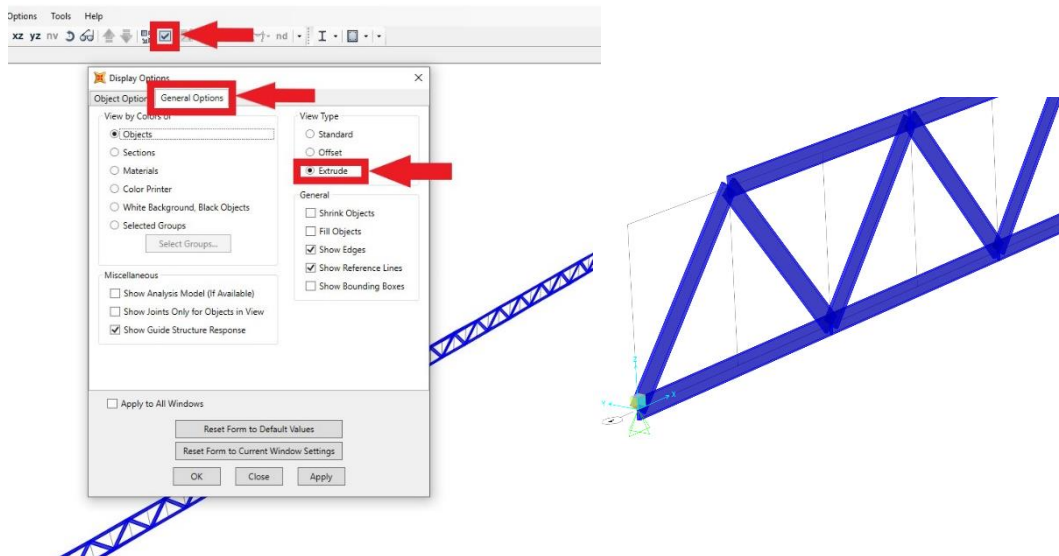 Options Tools Help
xz yz nv nd
Display Options
Object Option General Options
View by Colors of
Objects
Sections
Materials
Color Printer
White Background, Black Objects
Selected Groups
Select Groups...
Miscellaneous
Show Analysis Model (If Available)
Show Joints Only for Objects in View
Show Guide Structure Response
View Type
Standard
Offset
Extrude
General
Shrink Objects
Fill Objects
Show Edges
Show Reference Lines
Show Bounding Boxes
Apply to All Windows
Reset Form to Default Values
Reset Form to Current Window Settings
OK Close Apply
Z
Y X